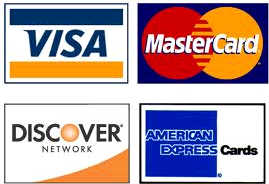 VISA
MasterCard
DISCOVER®
NETWORK
AMERICAN
EXPRESS Cards
®